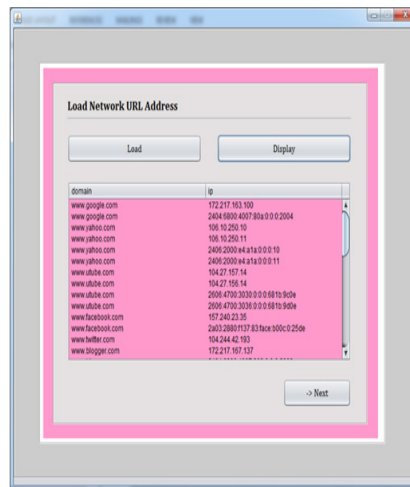 Load Network URL Address
Load Display
domain ip
www.google.com 172.217.163.100
www.google.com 2404:6800:4007:80a:0:0:0:2004
www.yahoo.com 106.10.250.10
www.yahoo.com 106.10.250.11
www.yahoo.com 2406:2000:e4:a1a:0:0:0:10
www.yahoo.com 2406:2000:e4:a1a:0:0:0:11
www.utube.com 104.27.157.14
www.utube.com 104.27.156.14
www.utube.com 2606:4700:3030:0:0:0:681b:9c0e
www.utube.com 2606:4700:3036:0:0:0:681b:9d0e
www.facebook.com 157.240.23.35
www.facebook.com 2a03:2880:f137:83:face:b00c:0:25de
www.twitter.com 104.244.42.193
www.blogger.com 172.217.167.137
-> Next